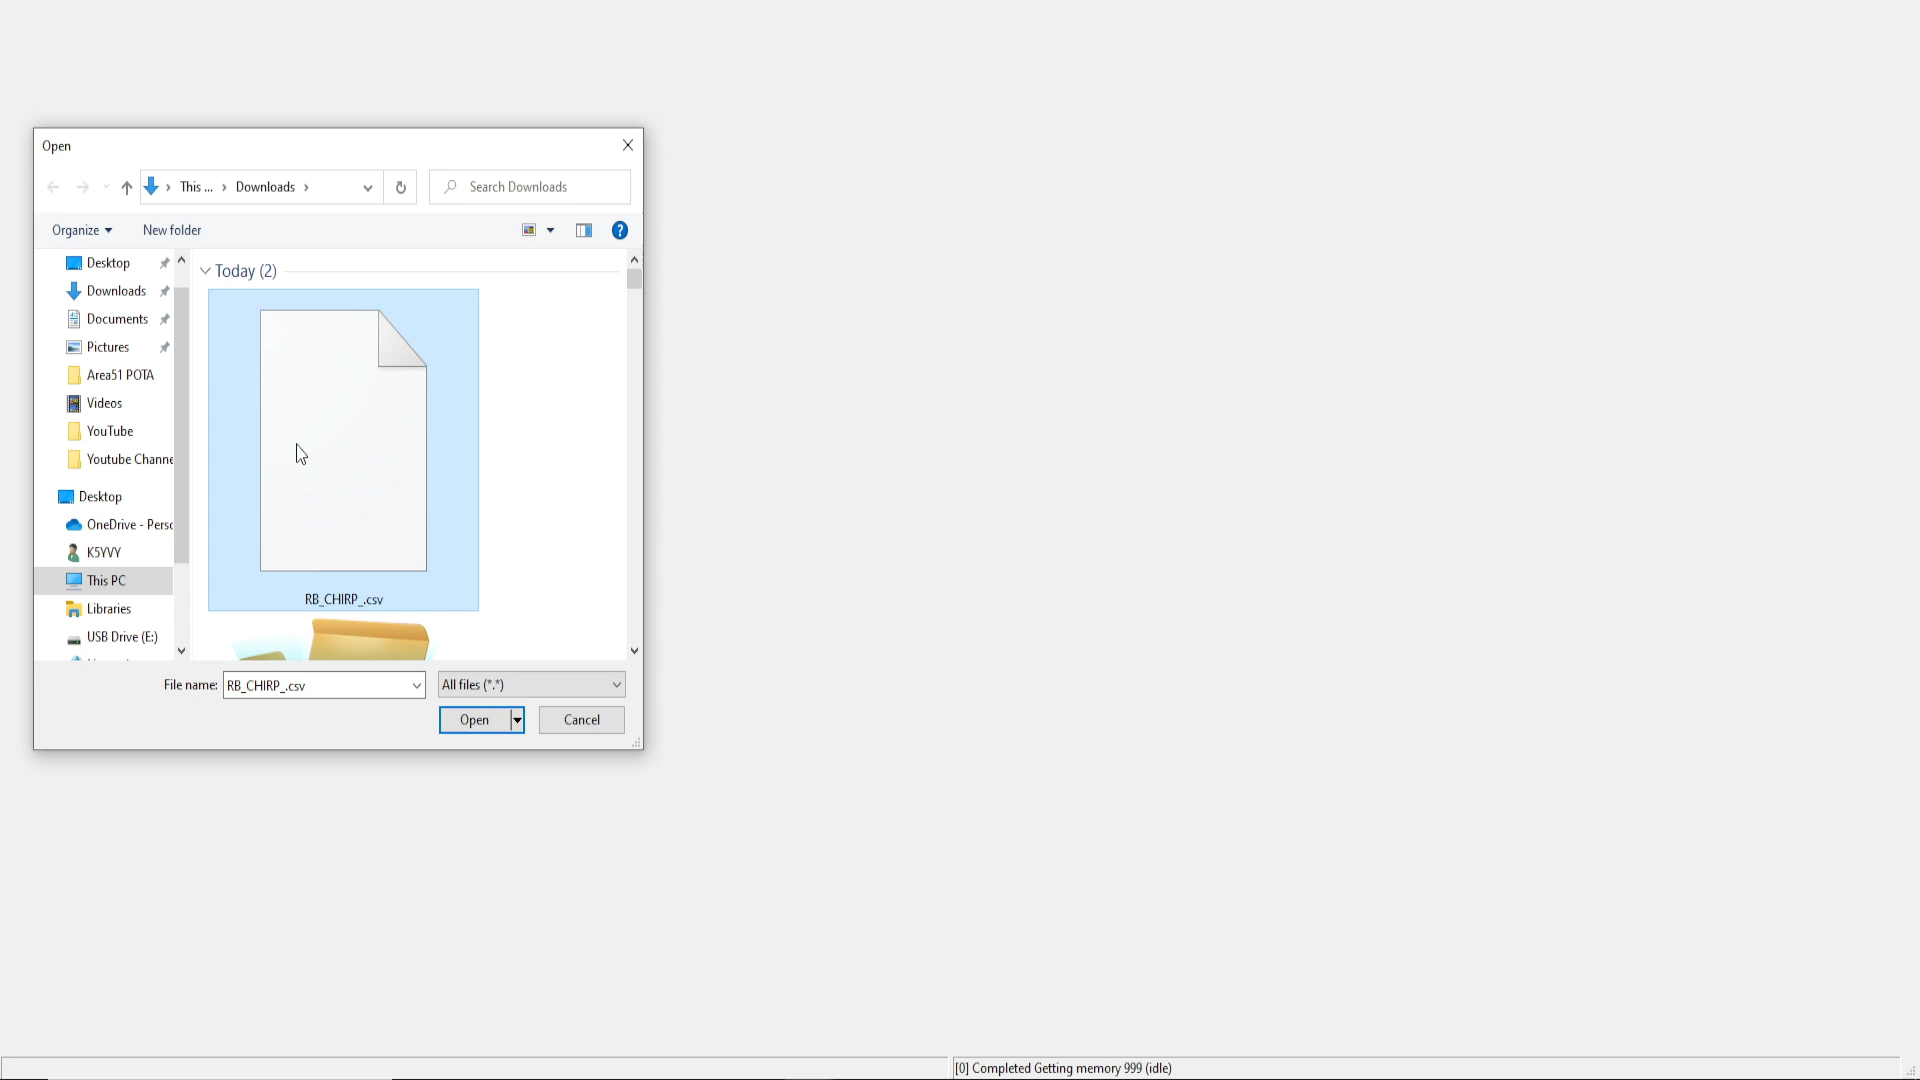 Open
This ... Downloads Search Downloads
Organize New folder
Desktop
Downloads
Documents
Pictures
Area51 POTA
Videos
YouTube
Youtube Channe
Desktop
OneDrive - Perso
K5YVY
This PC
Libraries
USB Drive (E:)
Today (2)
RB_CHIRP_.csv
File name: RB_CHIRP_.csv All files (*.*)
Open Cancel
[0] Completed Getting memory 999 (idle)